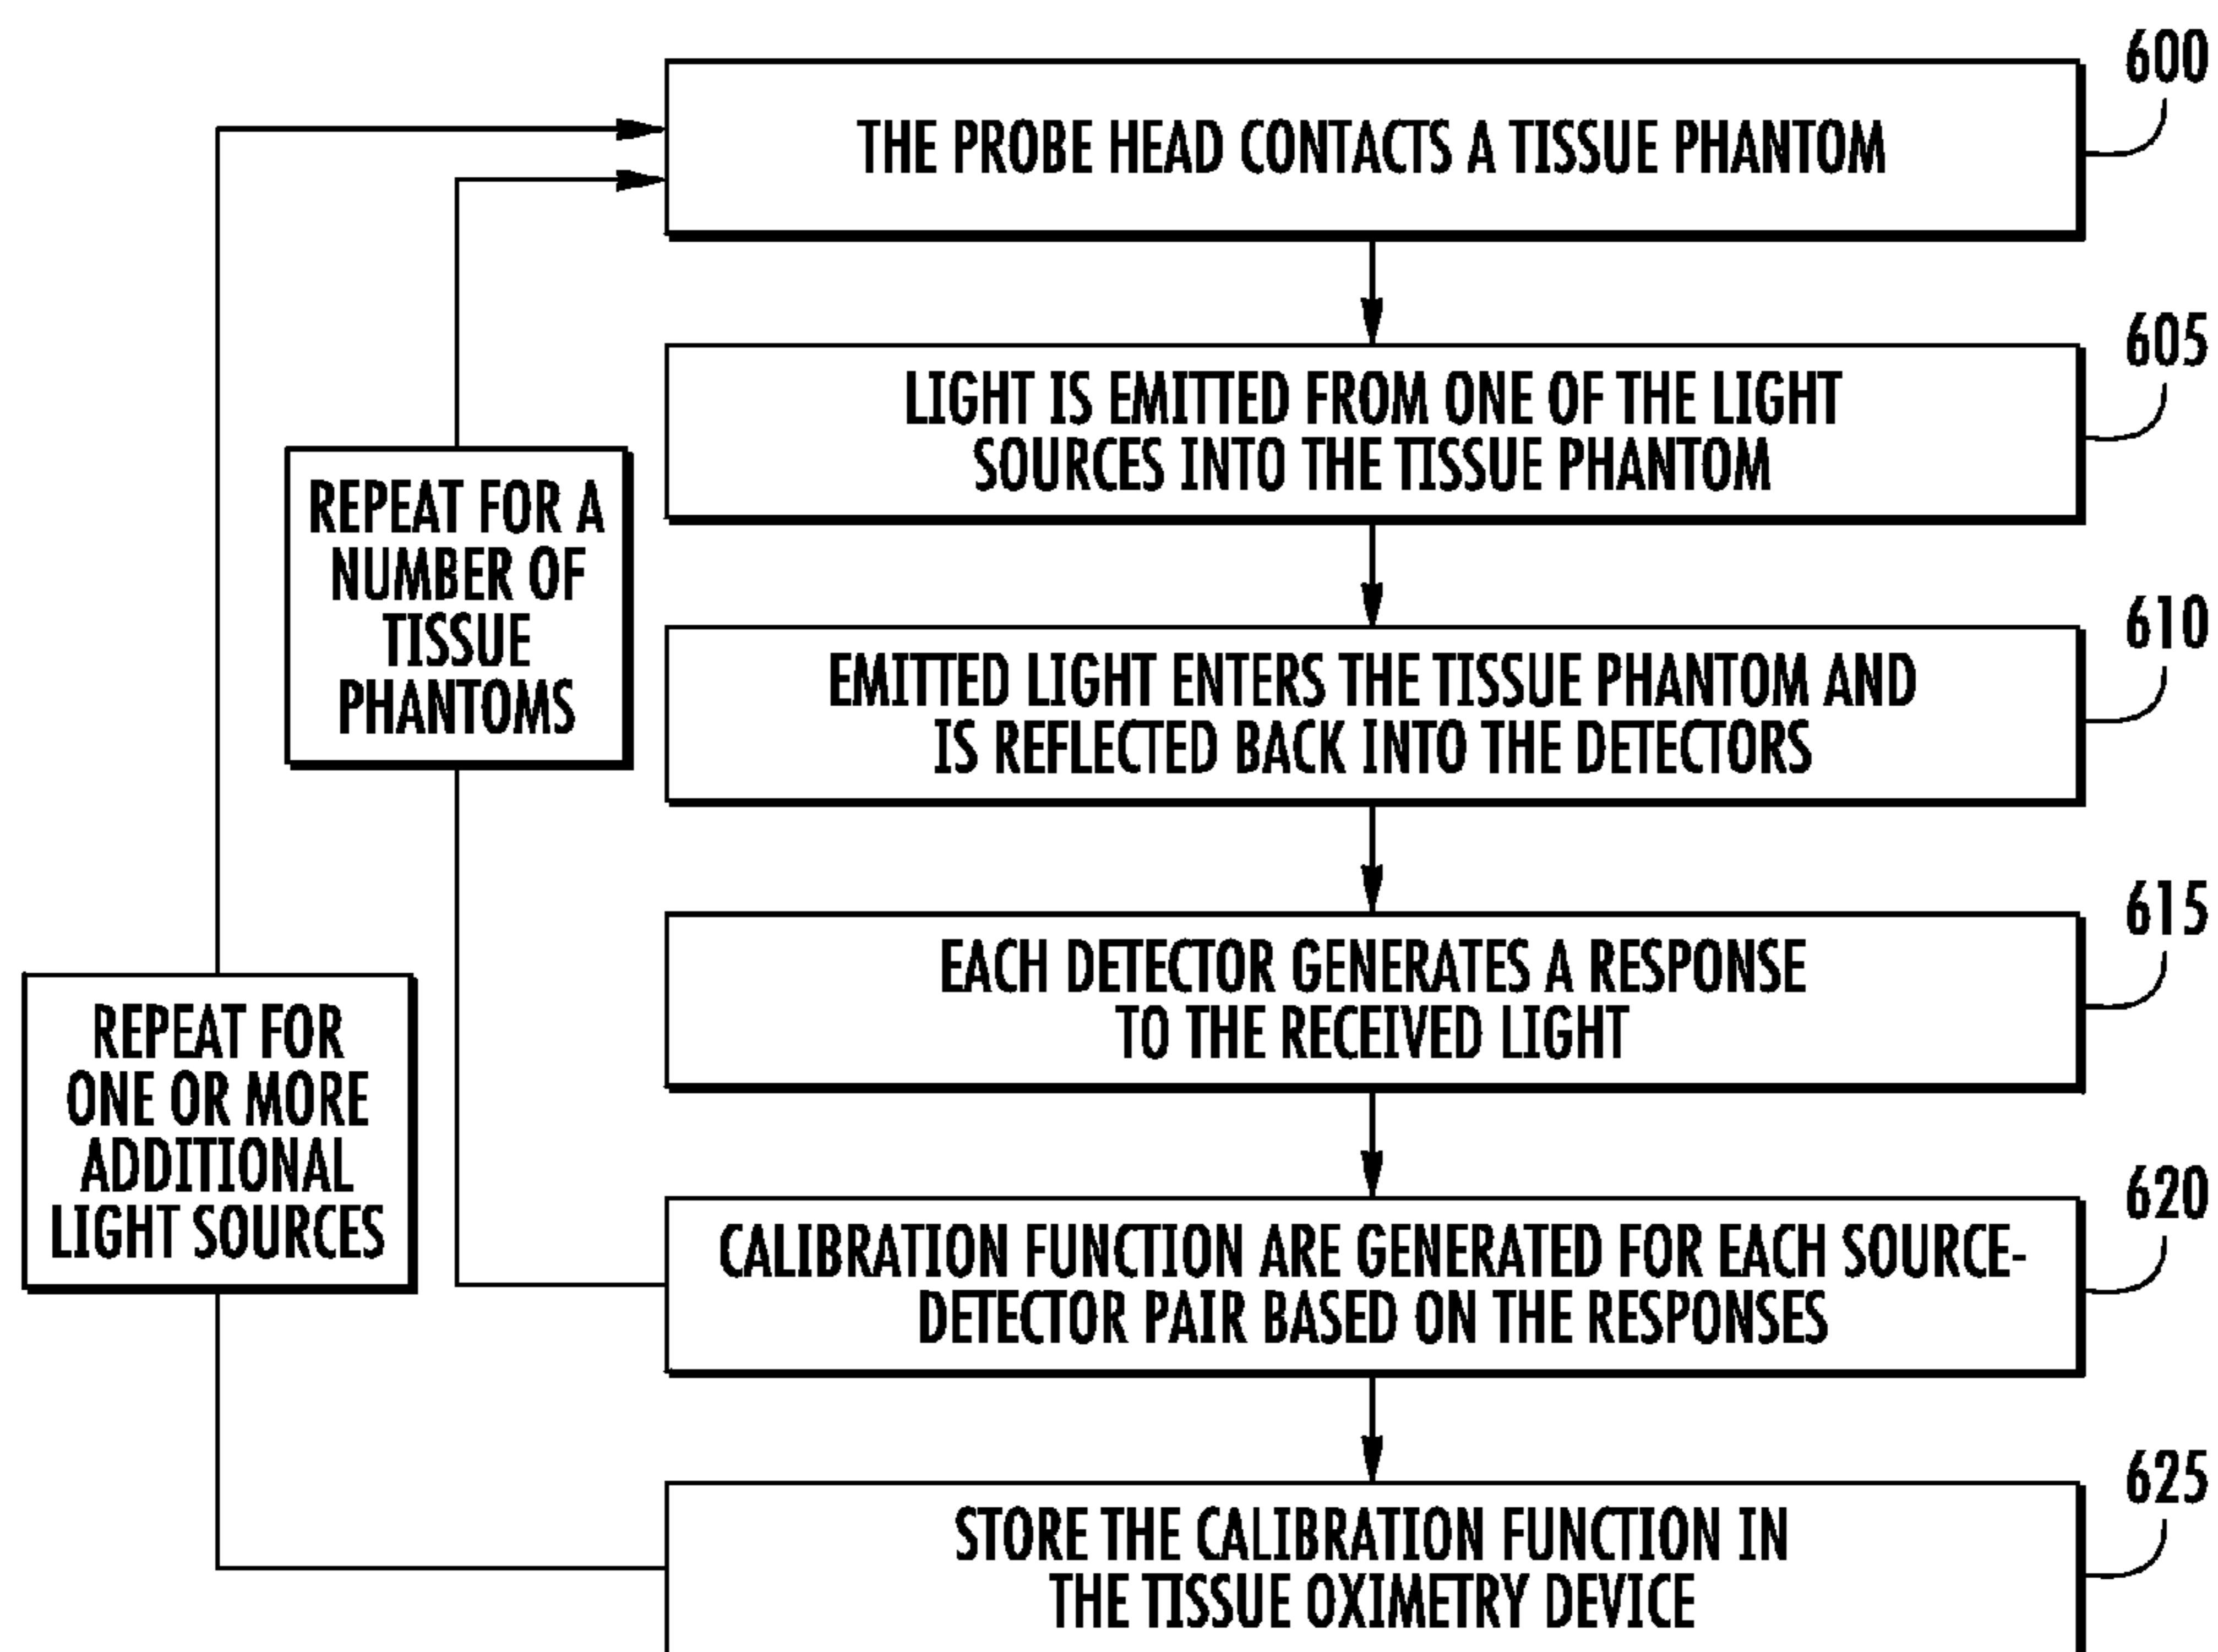 600
THE PROBE HEAD CONTACTS A TISSUE PHANTOM
605
LIGHT IS EMITTED FROM ONE OF THE LIGHT
SOURCES INTO THE TISSUE PHANTOM
REPEAT FOR A
NUMBER OF
TISSUE
PHANTOMS
610
EMITTED LIGHT ENTERS THE TISSUE PHANTOM AND
IS REFLECTED BACK INTO THE DETECTORS
615
EACH DETECTOR GENERATES A RESPONSE
TO THE RECEIVED LIGHT
REPEAT FOR
ONE OR MORE
ADDITIONAL
LIGHT SOURCES
620
CALIBRATION FUNCTION ARE GENERATED FOR EACH SOURCE-
DETECTOR PAIR BASED ON THE RESPONSES
625
STORE THE CALIBRATION FUNCTION IN
THE TISSUE OXIMETRY DEVICE